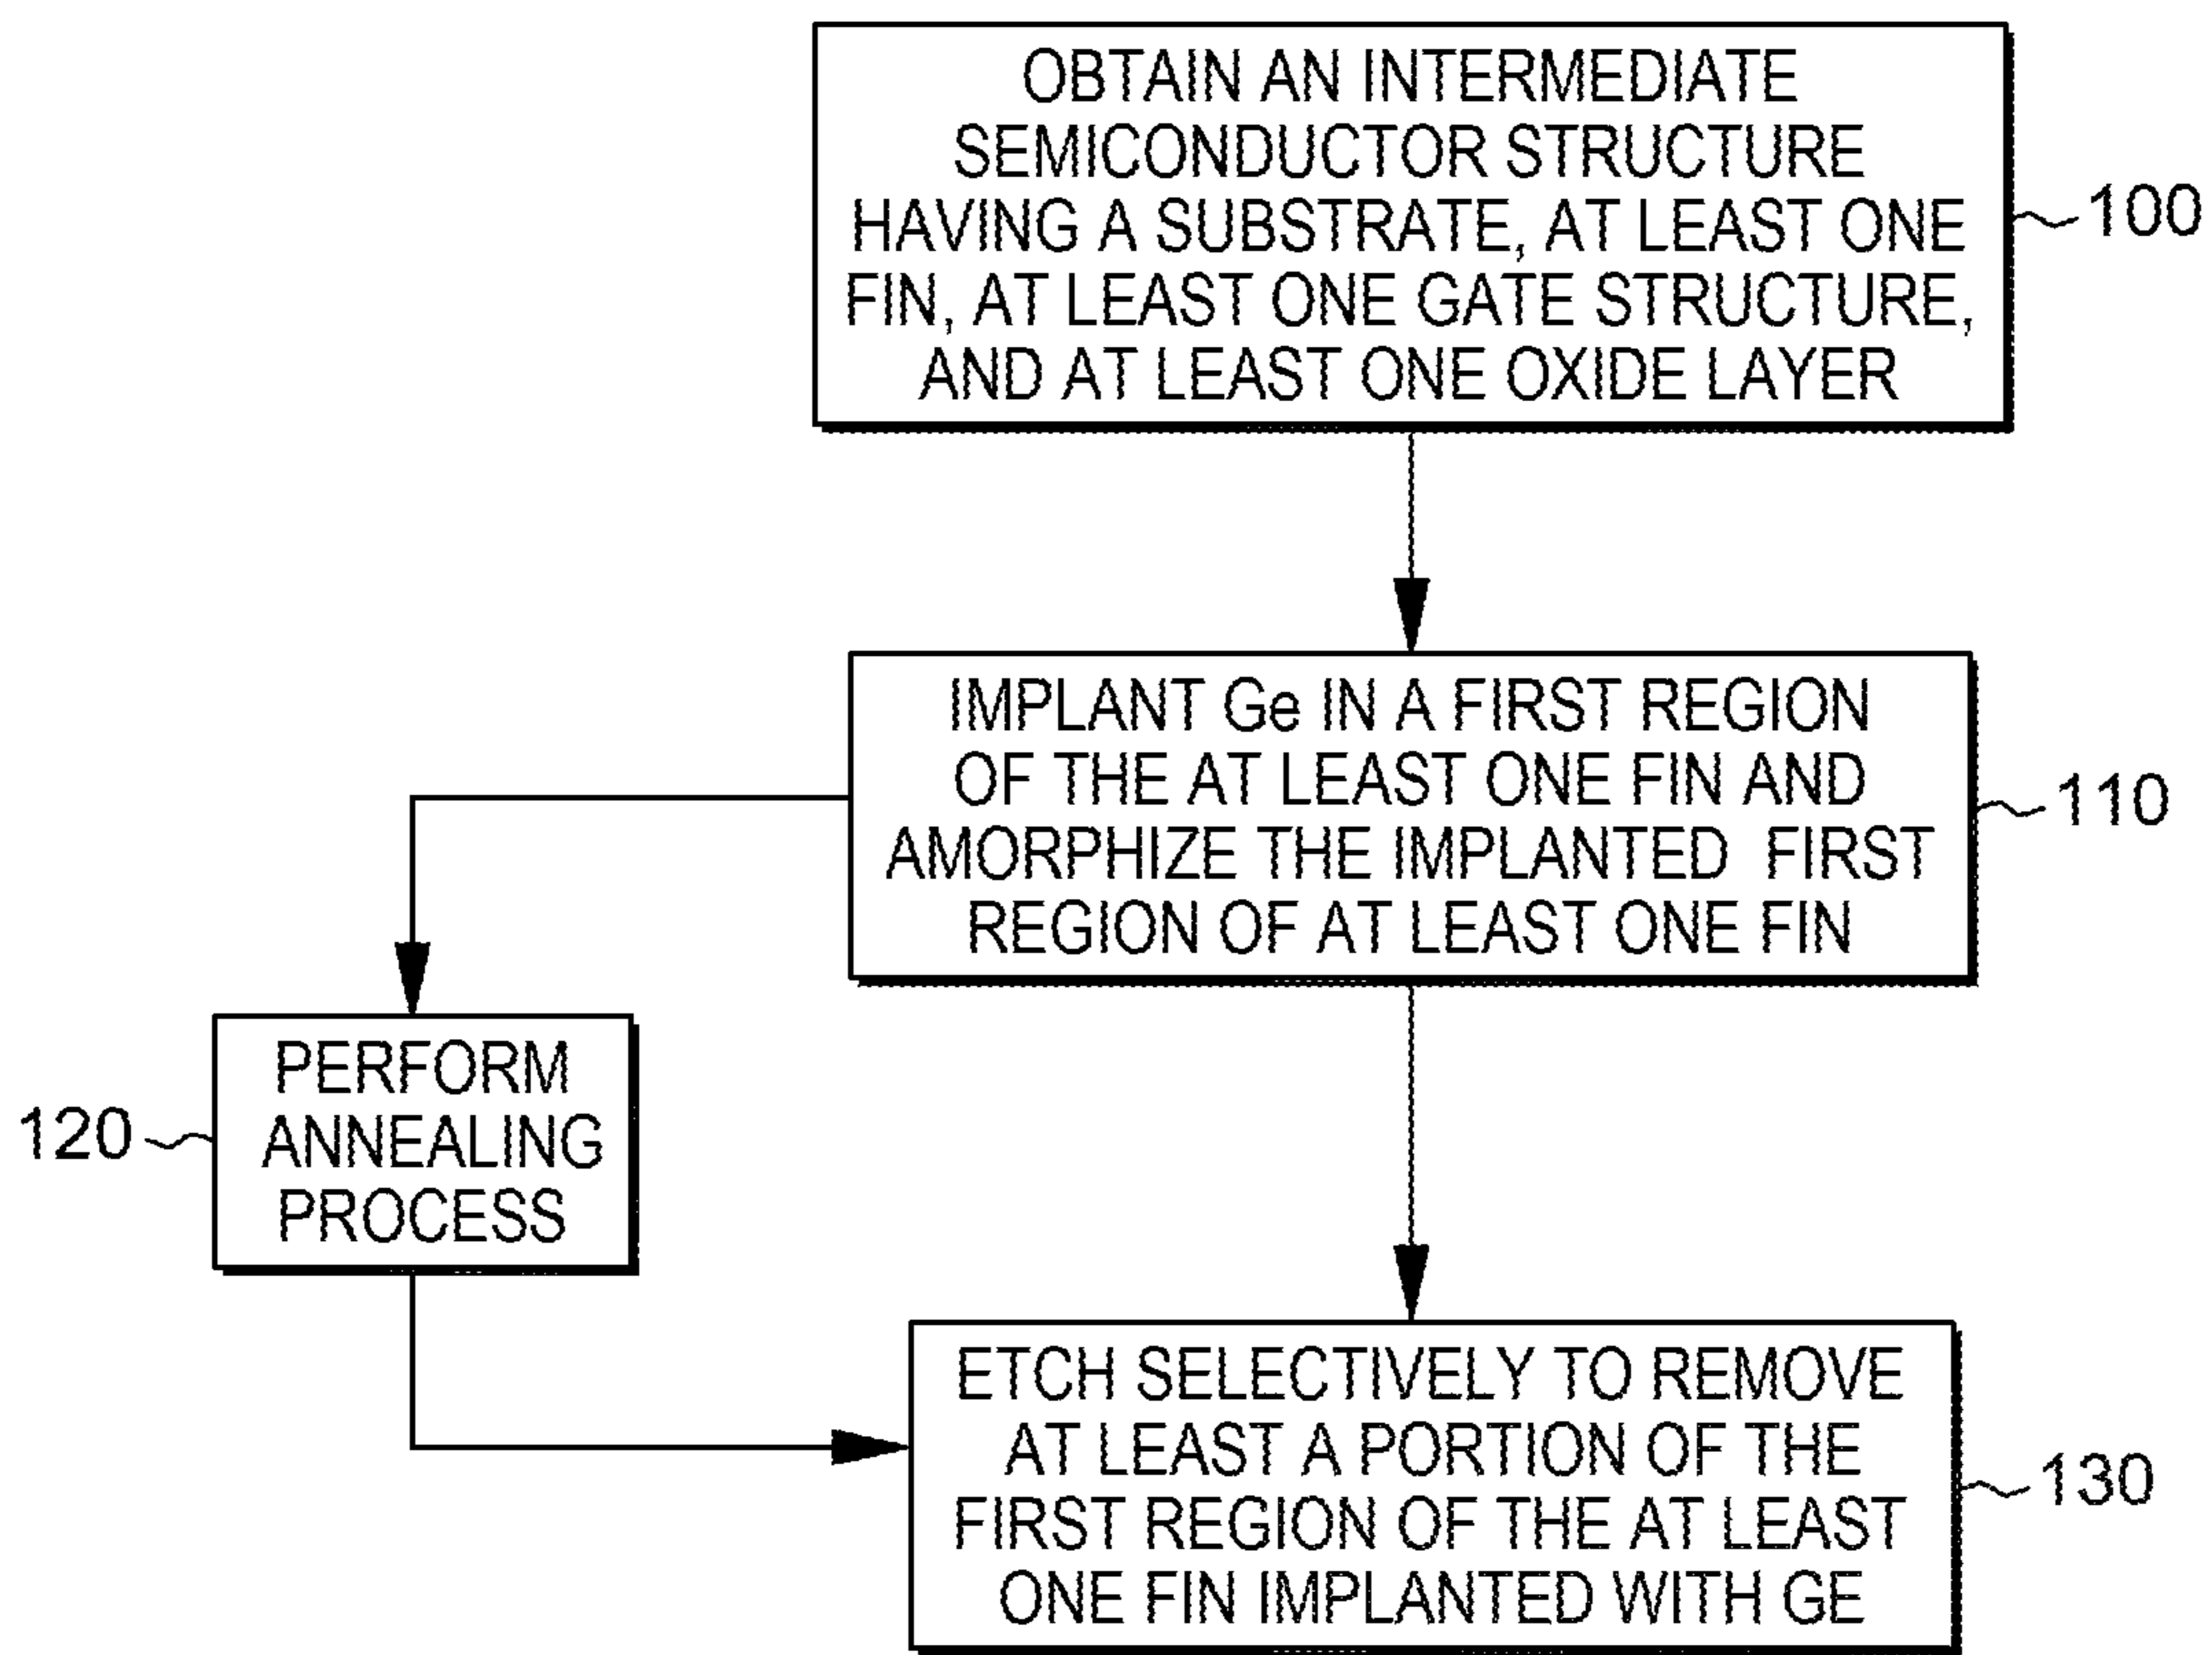 OBTAIN AN INTERMEDIATE
SEMICONDUCTOR STRUCTURE
HAVING A SUBSTRATE, AT LEAST ONE
FIN, AT LEAST ONE GATE STRUCTURE,
AND AT LEAST ONE OXIDE LAYER
100
IMPLANT Ge IN A FIRST REGION
OF THE AT LEAST ONE FIN AND
AMORPHIZE THE IMPLANTED FIRST
REGION OF AT LEAST ONE FIN
110
PERFORM
ANNEALING
PROCESS
120
ETCH SELECTIVELY TO REMOVE
AT LEAST A PORTION OF THE
FIRST REGION OF THE AT LEAST
ONE FIN IMPLANTED WITH GE
130